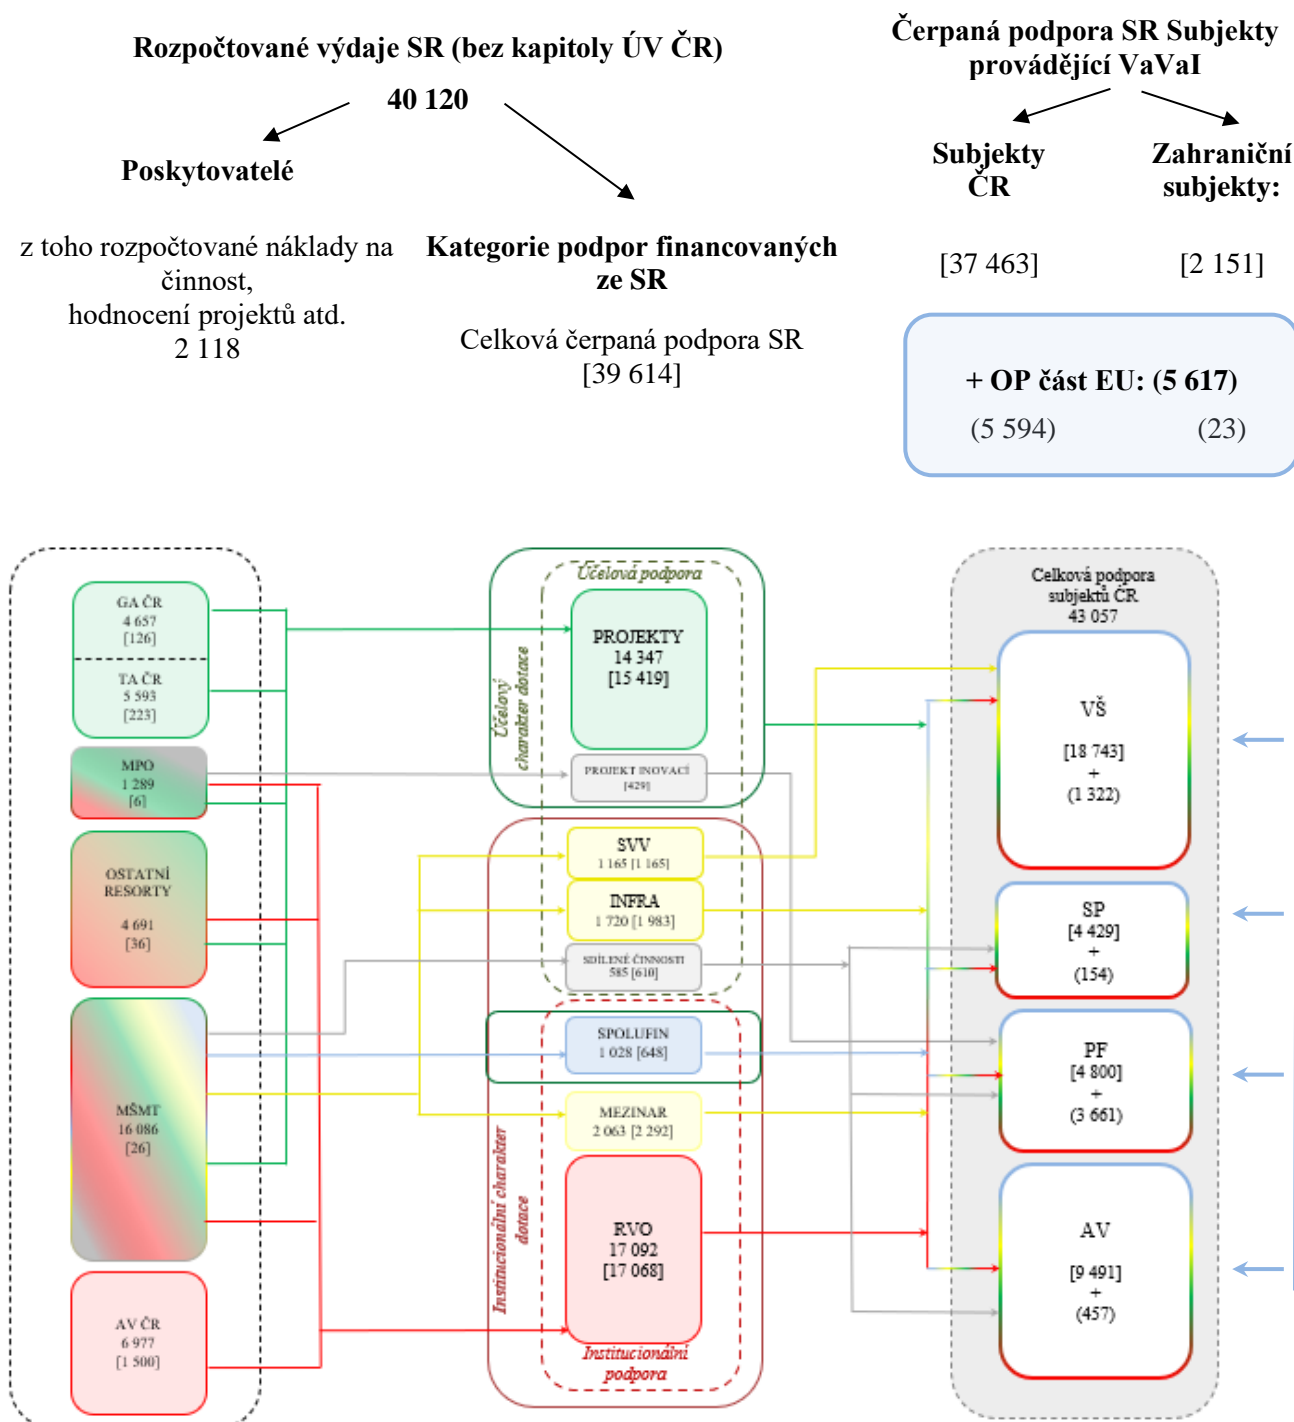 Rozpočtované výdaje SR (bez kapitoly ÚV ČR)
40 120
Čerpaná podpora SR Subjekty
provádějící VaVaI
Poskytovatelé
Subjekty
ČR
Zahraniční
subjekty:
z toho rozpočtované náklady na
činnost,
hodnocení projektů atd.
2 118
Kategorie podpor financovaných
ze SR
Celková čerpaná podpora SR
[39 614]
[37 463]
[2 151]
+ OP část EU: (5 617)
(5 594)
(23)
GA ČR
4 657
[126]
TA ČR
5 593
[223]
MPO
1 289
[6]
OSTATNÍ
RESORTY
4 691
[36]
MŠMT
16 086
[26]
AV ČR
6 977
[1 500]
Účelová podpora
Účelový
charakter dotace
PROJEKTY
14 347
[15 419]
PROJEKT INOVACÍ
[429]
SVV
1 165 [1 165]
INFRA
1 720 [1 983]
SDÍLENÉ ČINNOSTI
585 [610]
SPOLUFIN
1 028 [648]
MEZINAR
2 063 [2 292]
Institucionální charakter
dotace
RVO
17 092
[17 068]
Institucionální
podpora
Celková podpora
subjektů ČR
43 057
VŠ
[18 743]
+
(1 322)
SP
[4 429]
+
(154)
PF
[4 800]
+
(3 661)
AV
[9 491]
+
(457)